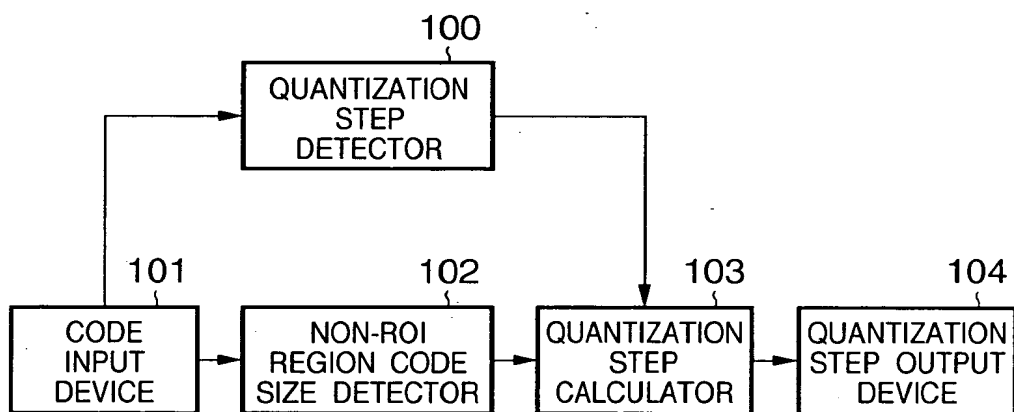 100
QUANTIZATION
STEP
DETECTOR
101
CODE
INPUT
DEVICE
102
NON-ROI
REGION CODE
SIZE DETECTOR
103
QUANTIZATION
STEP
CALCULATOR
104
QUANTIZATION
STEP OUTPUT
DEVICE